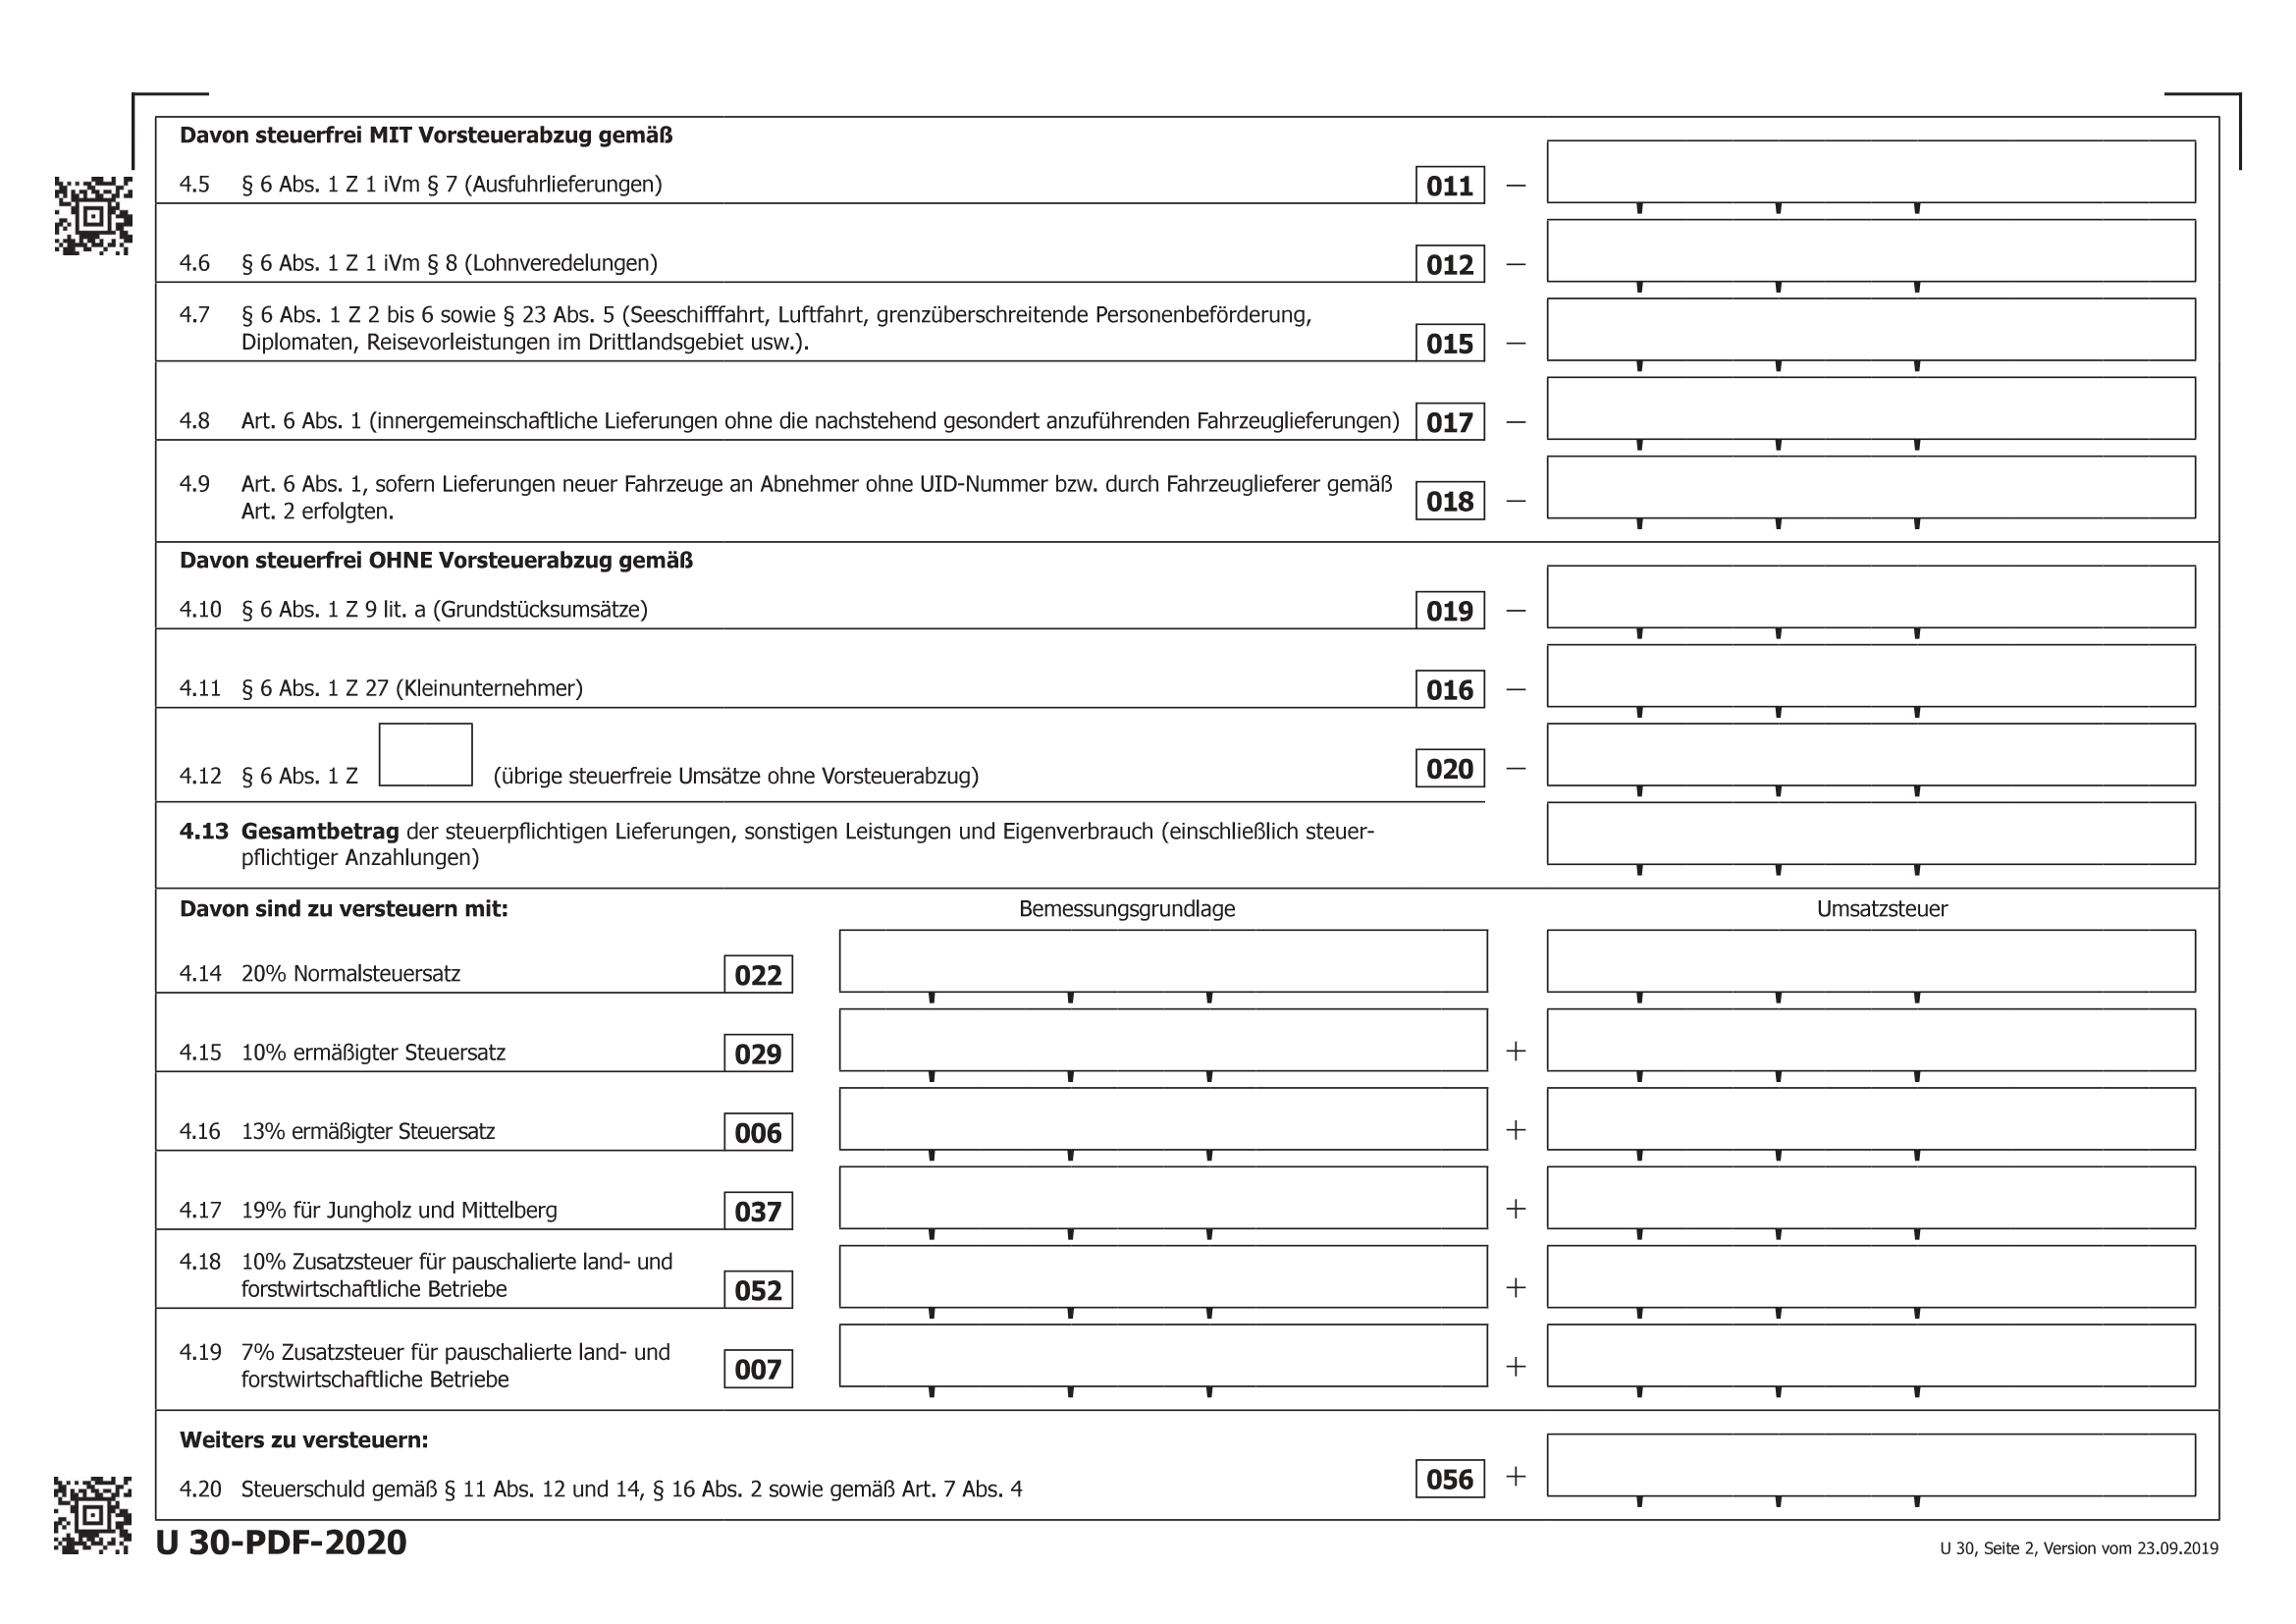 Davon steuerfrei MIT Vorsteuerabzug gemäß
4.5 § 6 Abs. 1 Z 1 iVm § 7 (Ausfuhrlieferungen) 011 –
4.6 § 6 Abs. 1 Z 1 iVm § 8 (Lohnveredelungen) 012 –
4.7 § 6 Abs. 1 Z 2 bis 6 sowie § 23 Abs. 5 (Seeschifffahrt, Luftfahrt, grenzüberschreitende Personenbeförderung,
Diplomaten, Reisevorleistungen im Drittlandsgebiet usw.). 015 –
4.8 Art. 6 Abs. 1 (innergemeinschaftliche Lieferungen ohne die nachstehend gesondert anzuführenden Fahrzeuglieferungen) 017 –
4.9 Art. 6 Abs. 1, sofern Lieferungen neuer Fahrzeuge an Abnehmer ohne UID-Nummer bzw. durch Fahrzeuglieferer gemäß
Art. 2 erfolgten. 018 –
Davon steuerfrei OHNE Vorsteuerabzug gemäß
4.10 § 6 Abs. 1 Z 9 lit. a (Grundstücksumsätze) 019 –
4.11 § 6 Abs. 1 Z 27 (Kleinunternehmer) 016 –
4.12 § 6 Abs. 1 Z (übrige steuerfreie Umsätze ohne Vorsteuerabzug) 020 –
4.13 Gesamtbetrag der steuerpflichtigen Lieferungen, sonstigen Leistungen und Eigenverbrauch (einschließlich steuer-
pflichtiger Anzahlungen)
Davon sind zu versteuern mit: Bemessungsgrundlage Umsatzsteuer
4.14 20% Normalsteuersatz 022
4.15 10% ermäßigter Steuersatz 029 +
4.16 13% ermäßigter Steuersatz 006 +
4.17 19% für Jungholz und Mittelberg 037 +
4.18 10% Zusatzsteuer für pauschalierte land- und
forstwirtschaftliche Betriebe 052 +
4.19 7% Zusatzsteuer für pauschalierte land- und
forstwirtschaftliche Betriebe 007 +
Weiters zu versteuern:
4.20 Steuerschuld gemäß § 11 Abs. 12 und 14, § 16 Abs. 2 sowie gemäß Art. 7 Abs. 4 056 +
U 30-PDF-2020 U 30, Seite 2, Version vom 23.09.2019